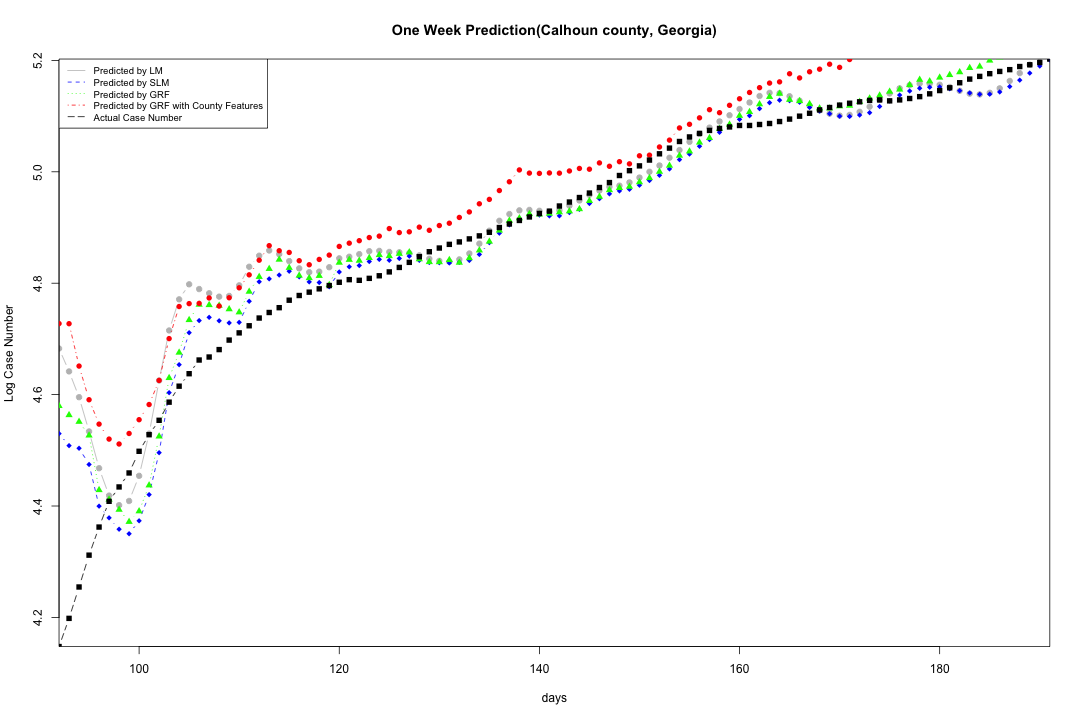 One Week Prediction(Calhoun county, Georgia)
Predicted by LM
Predicted by SLM
Predicted by GRF
Predicted by GRF with County Features
Actual Case Number
5.2
5.0
4.8
4.6
4.4
4.2
Log Case Number
100 120 140 160 180
days